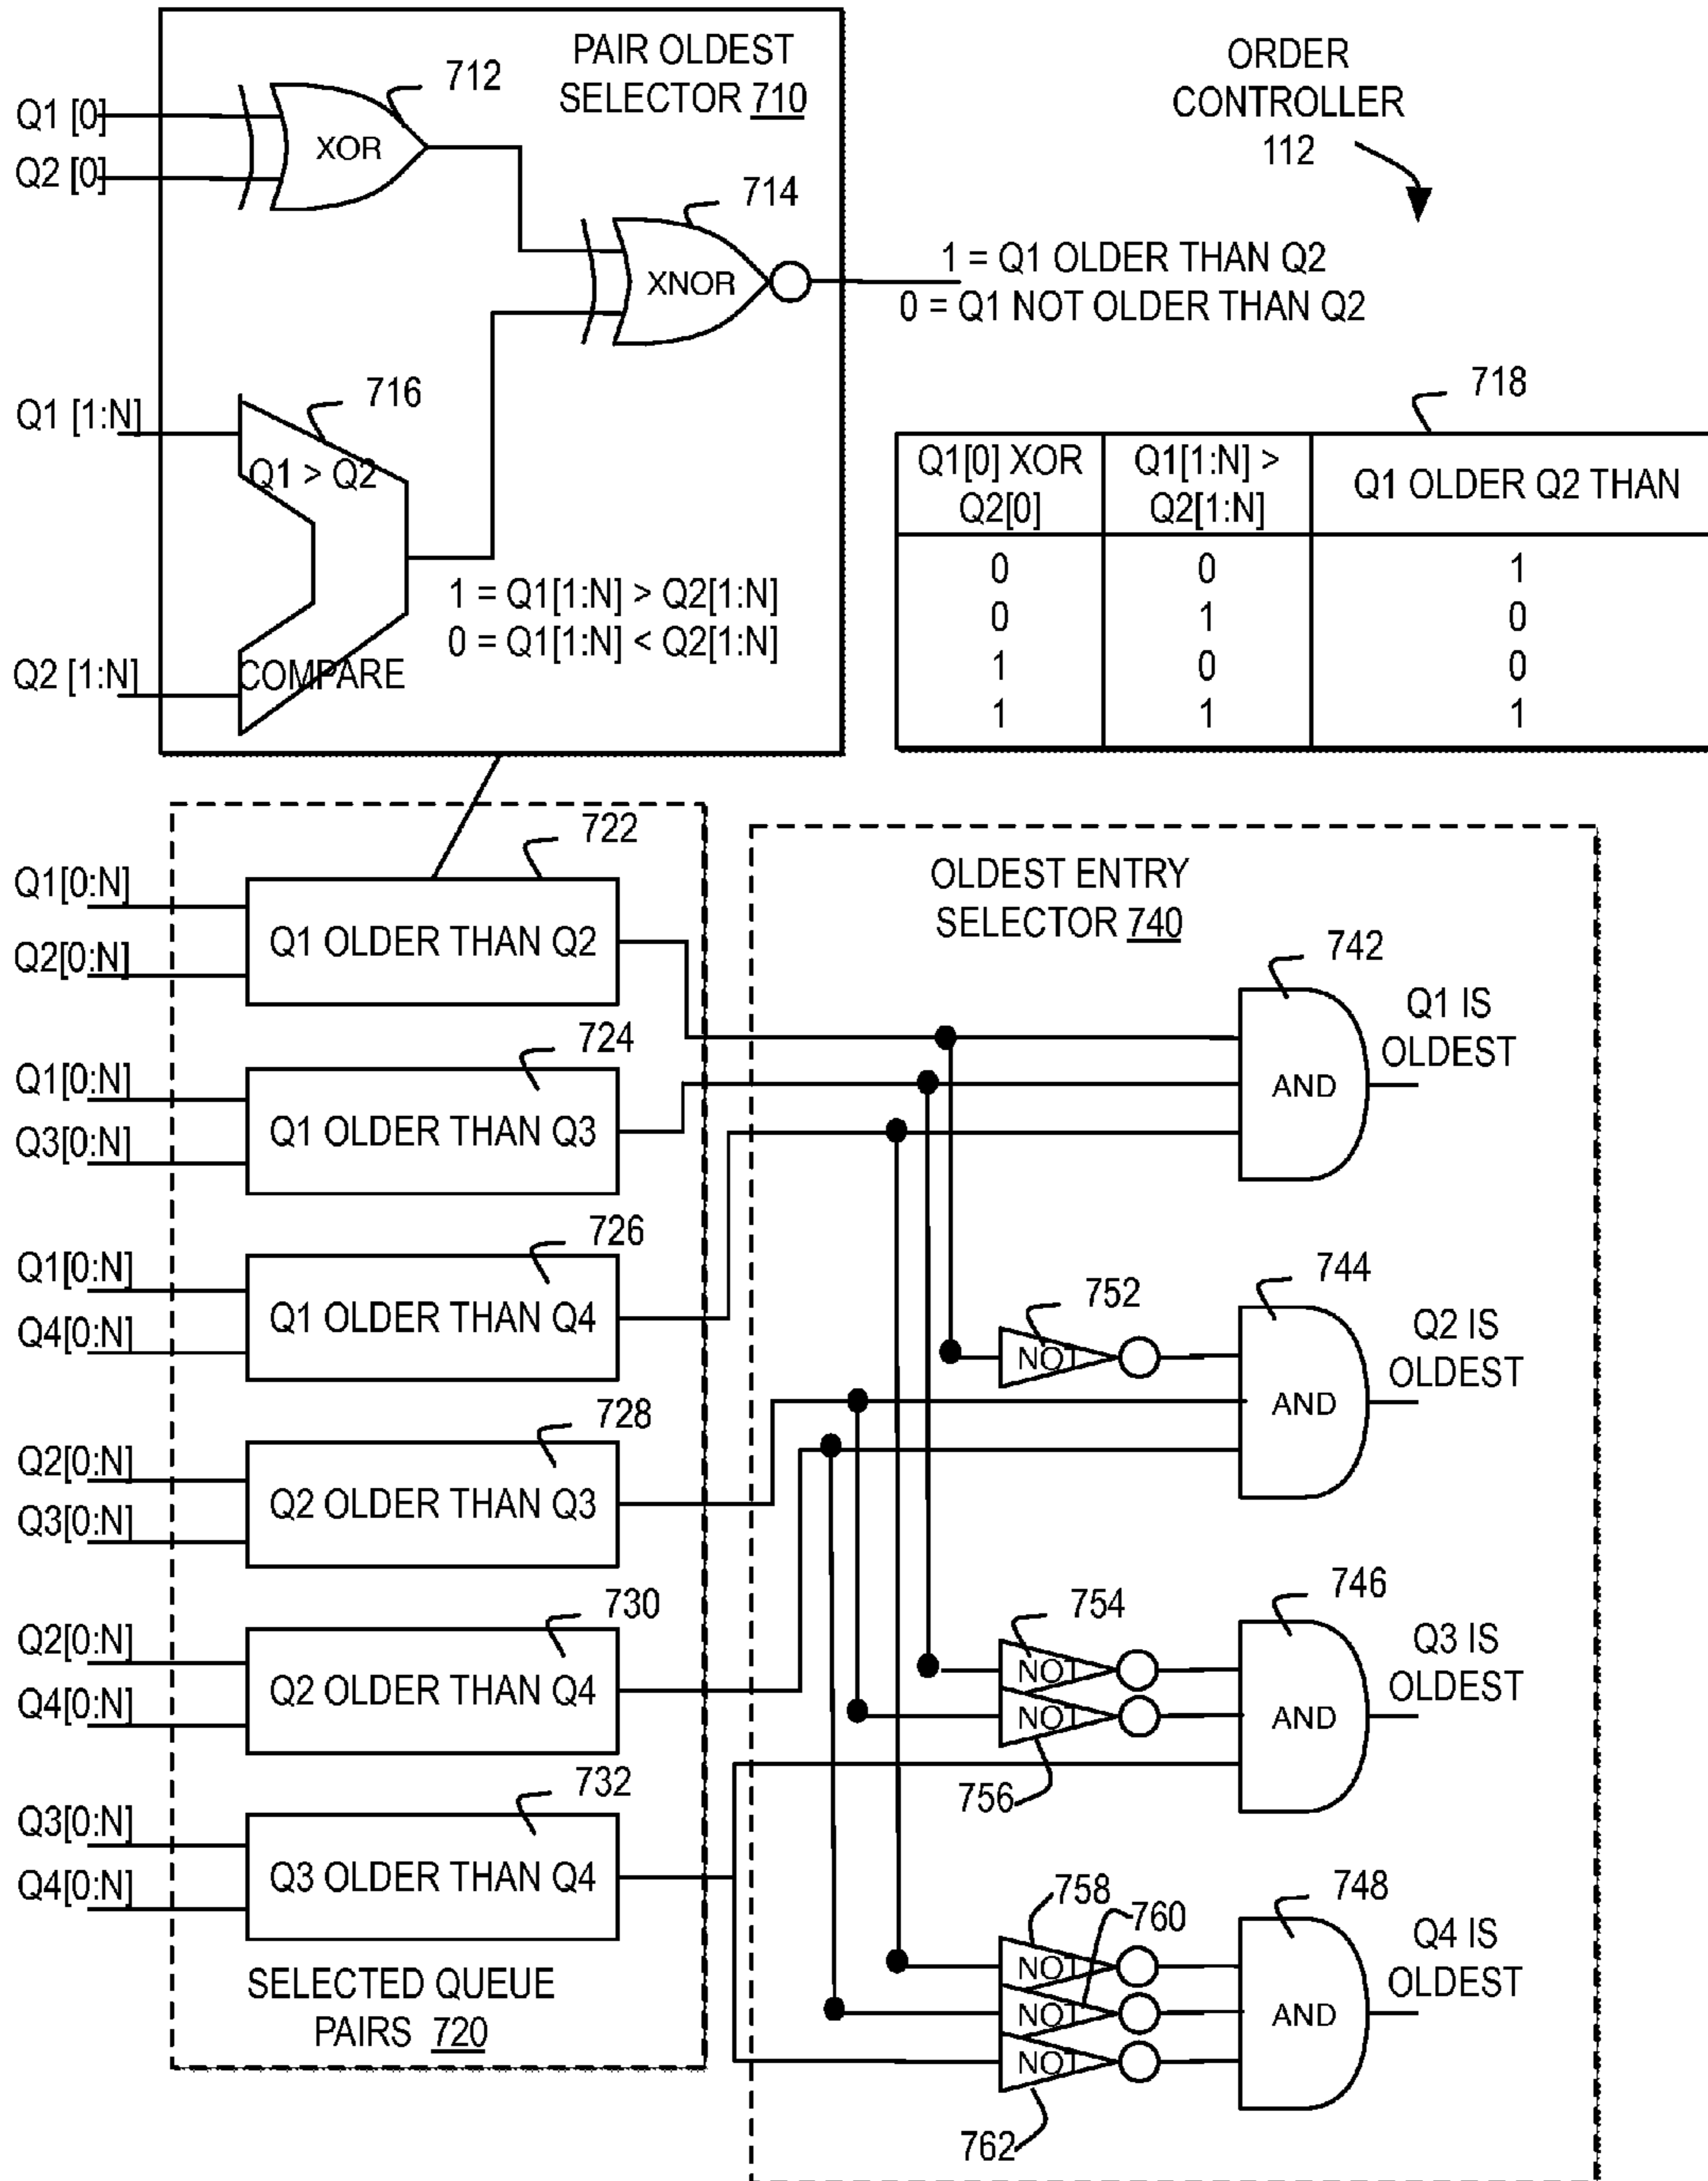 PAIR OLDEST
SELECTOR 710
ORDER
CONTROLLER
112
712
Q1 [0]
Q2 [0]
XOR
714
XNOR
1 = Q1 OLDER THAN Q2
0 = Q1 NOT OLDER THAN Q2
Q1 [1:N]
716
Q1 > Q2
1 = Q1[1:N] > Q2[1:N]
0 = Q1[1:N] < Q2[1:N]
Q2 [1:N]
COMPARE
718
Q1[0] XOR
Q2[0]
Q1[1:N] >
Q2[1:N]
Q1 OLDER Q2 THAN
0 0 1
0 1 0
1 0 0
1 1 1
722
Q1[0:N]
Q2[0:N]
Q1 OLDER THAN Q2
724
Q1[0:N]
Q3[0:N]
Q1 OLDER THAN Q3
726
Q1[0:N]
Q4[0:N]
Q1 OLDER THAN Q4
728
Q2[0:N]
Q3[0:N]
Q2 OLDER THAN Q3
730
Q2[0:N]
Q4[0:N]
Q2 OLDER THAN Q4
732
Q3[0:N]
Q4[0:N]
Q3 OLDER THAN Q4
SELECTED QUEUE
PAIRS 720
OLDEST ENTRY
SELECTOR 740
742
AND
Q1 IS
OLDEST
752
NOT
744
AND
Q2 IS
OLDEST
754
NOT
NOT
756
746
AND
Q3 IS
OLDEST
758
760
NOT
NOT
NOT
762
748
AND
Q4 IS
OLDEST